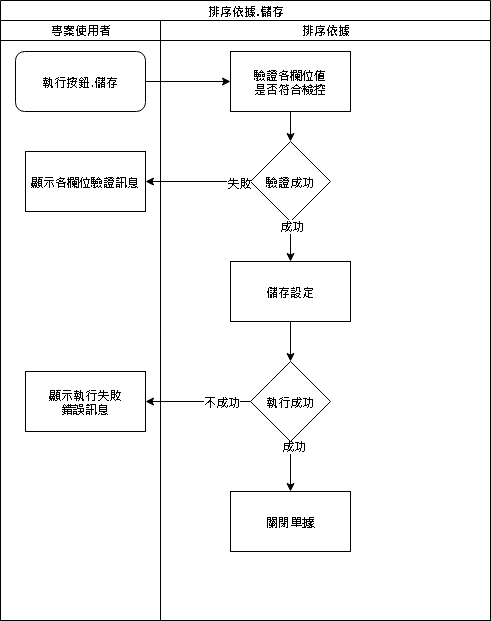 排序依據.儲存
專案使用者
排序依據
執行按鈕.儲存
驗證各欄位值
是否符合檢控
驗證成功
失敗
顯示各欄位驗證訊息
成功
儲存設定
執行成功
不成功
顯示執行失敗
錯誤訊息
成功
關閉單據